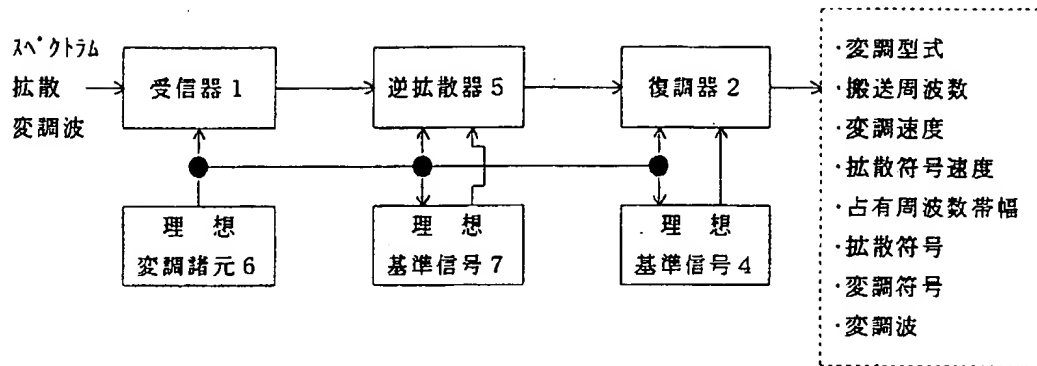 スペクトラム
拡散
変調波
受信器1
逆拡散器5
復調器2
理想
変調諸元6
理想
基準信号7
理想
基準信号4
・変調型式
・搬送周波数
・変調速度
・拡散符号速度
・占有周波数帯幅
・拡散符号
・変調符号
・変調波